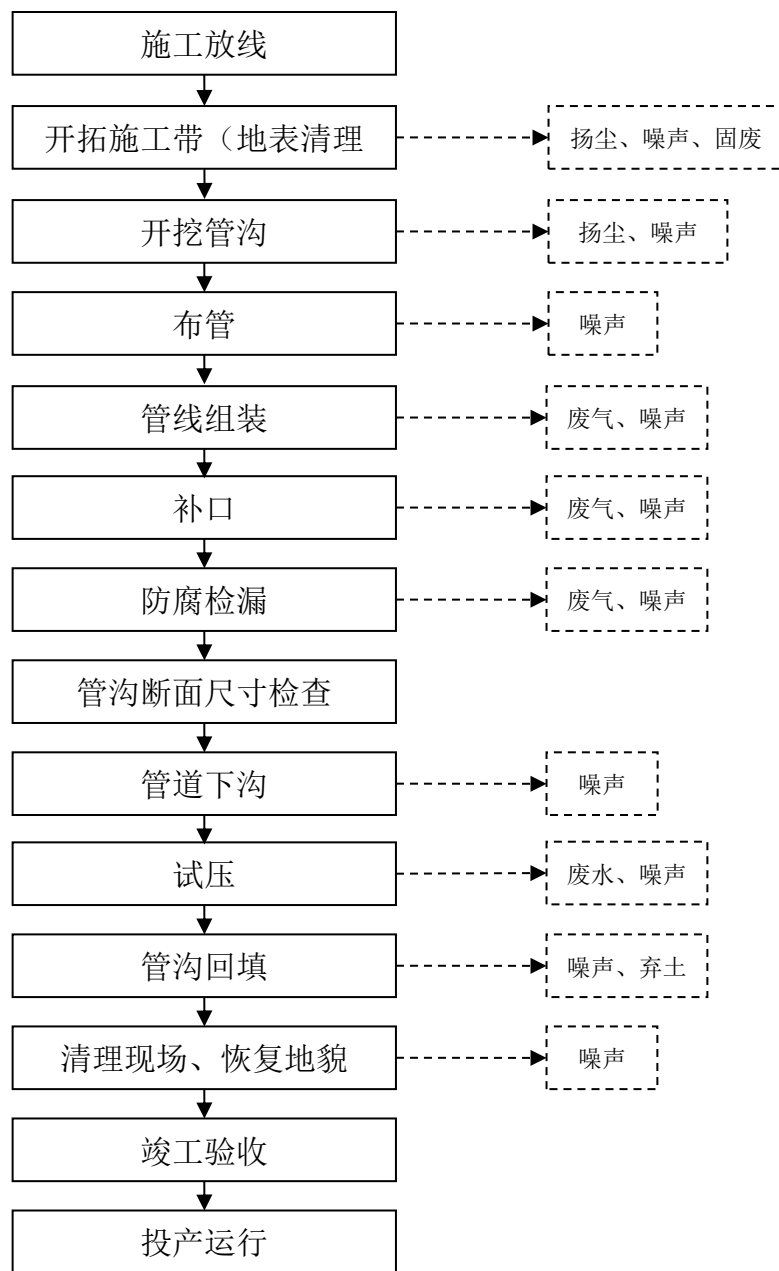 施工放线
开拓施工带（地表清理
扬尘、噪声、固废
开挖管沟
扬尘、噪声
布管
噪声
管线组装
废气、噪声
补口
废气、噪声
防腐检漏
废气、噪声
管沟断面尺寸检查
管道下沟
噪声
试压
废水、噪声
管沟回填
噪声、弃土
清理现场、恢复地貌
噪声
竣工验收
投产运行